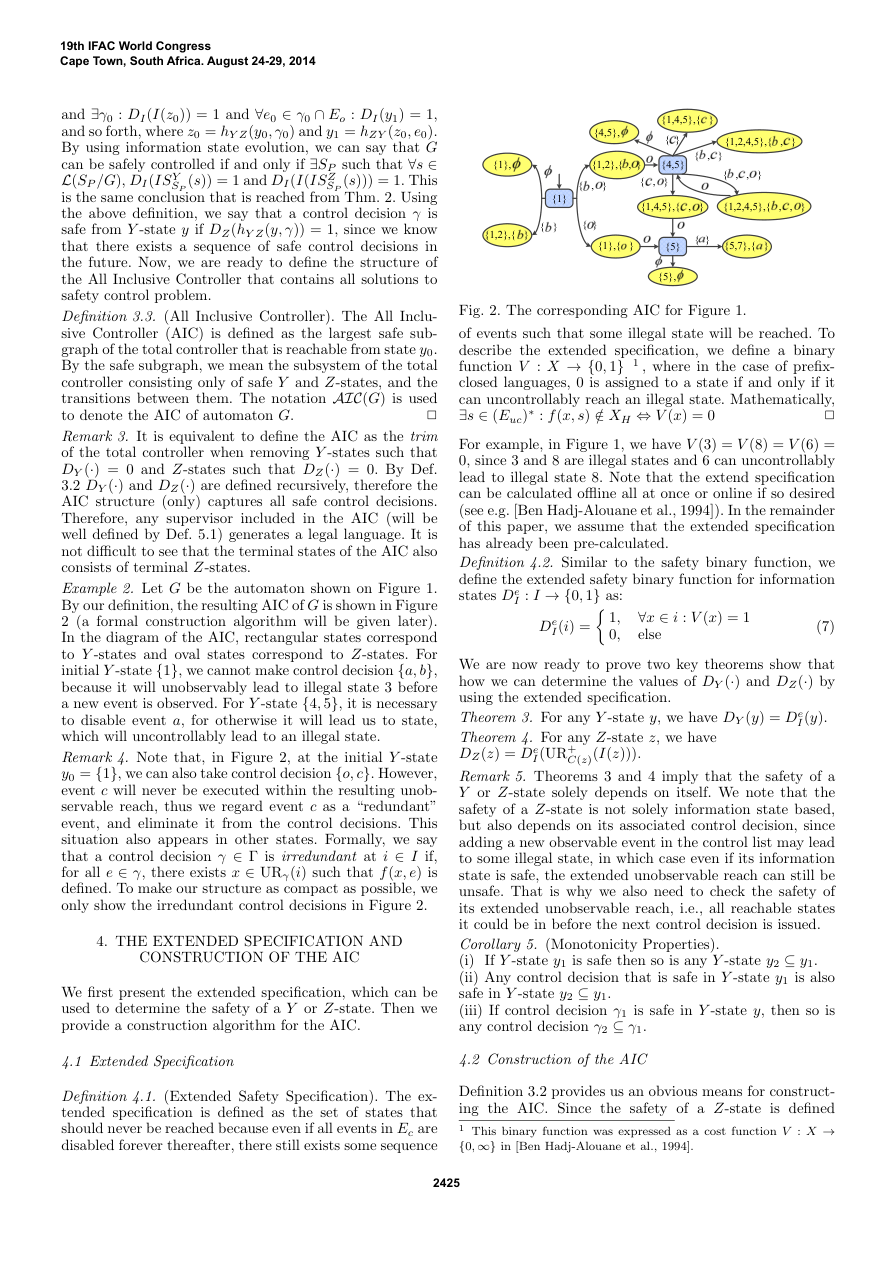 19th IFAC World Congress
Cape Town, South Africa. August 24-29, 2014
and ∃γ0 : DI(I(z0)) = 1 and ∀e0 ∈ γ0 ∩ Eo : DI(y1) = 1,
and so forth, where z0 = hYZ(y0, γ0) and y1 = hZY(z0, e0).
By using information state evolution, we can say that G
can be safely controlled if and only if ∃SP such that ∀s ∈
L(SP/G), DI(IS^Y_SP(s)) = 1 and DI(I(IS^Z_SP(s))) = 1. This
is the same conclusion that is reached from Thm. 2. Using
the above definition, we say that a control decision γ is
safe from Y-state y if DZ(hYZ(y, γ)) = 1, since we know
that there exists a sequence of safe control decisions in
the future. Now, we are ready to define the structure of
the All Inclusive Controller that contains all solutions to
safety control problem.
Definition 3.3. (All Inclusive Controller). The All Inclu-
sive Controller (AIC) is defined as the largest safe sub-
graph of the total controller that is reachable from state y0.
By the safe subgraph, we mean the subsystem of the total
controller consisting only of safe Y and Z-states, and the
transitions between them. The notation AIC(G) is used
to denote the AIC of automaton G. □
Remark 3. It is equivalent to define the AIC as the trim
of the total controller when removing Y-states such that
DY(·) = 0 and Z-states such that DZ(·) = 0. By Def.
3.2 DY(·) and DZ(·) are defined recursively, therefore the
AIC structure (only) captures all safe control decisions.
Therefore, any supervisor included in the AIC (will be
well defined by Def. 5.1) generates a legal language. It is
not difficult to see that the terminal states of the AIC also
consists of terminal Z-states.
Example 2. Let G be the automaton shown on Figure 1.
By our definition, the resulting AIC of G is shown in Figure
2 (a formal construction algorithm will be given later).
In the diagram of the AIC, rectangular states correspond
to Y-states and oval states correspond to Z-states. For
initial Y-state {1}, we cannot make control decision {a, b},
because it will unobservably lead to illegal state 3 before
a new event is observed. For Y-state {4, 5}, it is necessary
to disable event a, for otherwise it will lead us to state,
which will uncontrollably lead to an illegal state.
Remark 4. Note that, in Figure 2, at the initial Y-state
y0 = {1}, we can also take control decision {o, c}. However,
event c will never be executed within the resulting unob-
servable reach, thus we regard event c as a “redundant”
event, and eliminate it from the control decisions. This
situation also appears in other states. Formally, we say
that a control decision γ ∈ Γ is irredundant at i ∈ I if,
for all e ∈ γ, there exists x ∈ URγ(i) such that f(x, e) is
defined. To make our structure as compact as possible, we
only show the irredundant control decisions in Figure 2.
4. THE EXTENDED SPECIFICATION AND
CONSTRUCTION OF THE AIC
We first present the extended specification, which can be
used to determine the safety of a Y or Z-state. Then we
provide a construction algorithm for the AIC.
4.1 Extended Specification
Definition 4.1. (Extended Safety Specification). The ex-
tended specification is defined as the set of states that
should never be reached because even if all events in Ec are
disabled forever thereafter, there still exists some sequence
{1,4,5},{c}
{4,5},ϕ
ϕ
{c}
{1,2,4,5},{b,c}
{1},ϕ
ϕ
{1,2},{b,o}
o
{4,5}
{b,c}
{b,o}
{c,o}
o
{b,c,o}
{1}
{1,4,5},{c,o}
{1,2,4,5},{b,c,o}
{b}
{o}
o
{1,2},{b}
{1},{o}
o
{5}
{a}
{5,7},{a}
ϕ
{5},ϕ
Fig. 2. The corresponding AIC for Figure 1.
of events such that some illegal state will be reached. To
describe the extended specification, we define a binary
function V : X → {0, 1} 1, where in the case of prefix-
closed languages, 0 is assigned to a state if and only if it
can uncontrollably reach an illegal state. Mathematically,
∃s ∈ (Euc)* : f(x, s) ∉ XH ⇔ V(x) = 0 □
For example, in Figure 1, we have V(3) = V(8) = V(6) =
0, since 3 and 8 are illegal states and 6 can uncontrollably
lead to illegal state 8. Note that the extend specification
can be calculated offline all at once or online if so desired
(see e.g. [Ben Hadj-Alouane et al., 1994]). In the remainder
of this paper, we assume that the extended specification
has already been pre-calculated.
Definition 4.2. Similar to the safety binary function, we
define the extended safety binary function for information
states D^e_I : I → {0, 1} as:
D^e_I(i) = { 1, ∀x ∈ i : V(x) = 1
0, else (7)
We are now ready to prove two key theorems show that
how we can determine the values of DY(·) and DZ(·) by
using the extended specification.
Theorem 3. For any Y-state y, we have DY(y) = D^e_I(y).
Theorem 4. For any Z-state z, we have
DZ(z) = D^e_I(UR^+_C(z)(I(z))).
Remark 5. Theorems 3 and 4 imply that the safety of a
Y or Z-state solely depends on itself. We note that the
safety of a Z-state is not solely information state based,
but also depends on its associated control decision, since
adding a new observable event in the control list may lead
to some illegal state, in which case even if its information
state is safe, the extended unobservable reach can still be
unsafe. That is why we also need to check the safety of
its extended unobservable reach, i.e., all reachable states
it could be in before the next control decision is issued.
Corollary 5. (Monotonicity Properties).
(i) If Y-state y1 is safe then so is any Y-state y2 ⊆ y1.
(ii) Any control decision that is safe in Y-state y1 is also
safe in Y-state y2 ⊆ y1.
(iii) If control decision γ1 is safe in Y-state y, then so is
any control decision γ2 ⊆ γ1.
4.2 Construction of the AIC
Definition 3.2 provides us an obvious means for construct-
ing the AIC. Since the safety of a Z-state is defined
1 This binary function was expressed as a cost function V : X →
{0, ∞} in [Ben Hadj-Alouane et al., 1994].
2425